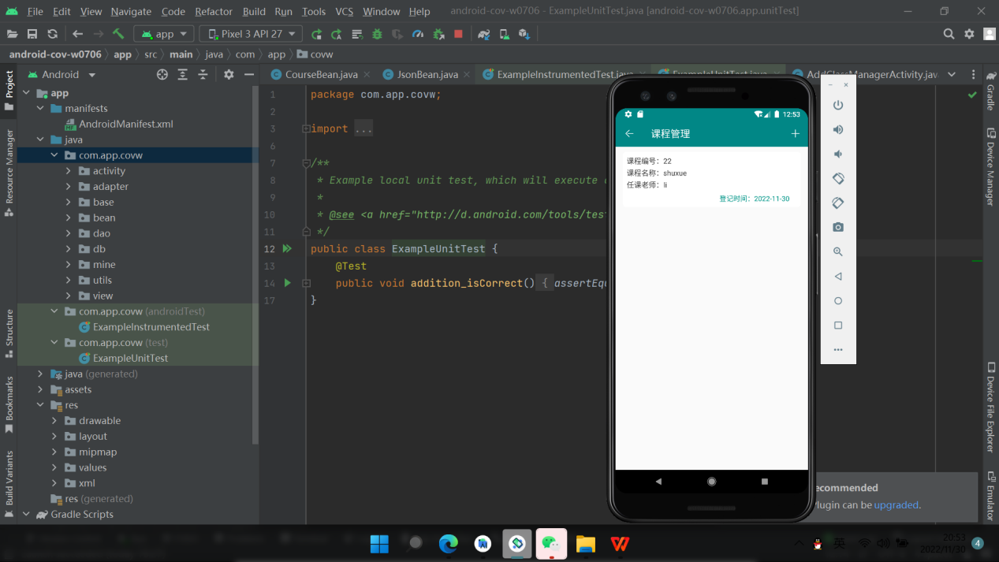 File Edit View Navigate Code Refactor Build Run Tools VCS Window Help android-cov-w0706 - ExampleUnitTest.java [android-cov-w0706.app.unitTest]
app Pixel 3 API 27
android-cov-w0706 app src main java com app covw
Android
CourseBean.java JsonBean.java ExampleInstrumentedTest.java ExampleUnitTest.java AddClassManagerActivity.java
Project
Resource Manager
Structure
Bookmarks
Build Variants
app
manifests
AndroidManifest.xml
java
com.app.covw
activity
adapter
base
bean
dao
db
mine
utils
view
com.app.covw (androidTest)
ExampleInstrumentedTest
com.app.covw (test)
ExampleUnitTest
java (generated)
assets
res
drawable
layout
mipmap
values
xml
res (generated)
Gradle Scripts
1 package com.app.covw;
2
3 import ...
6
7 /**
8 * Example local unit test, which will execute
9 *
10 * @see <a href="http://d.android.com/tools/tes
11 */
12 public class ExampleUnitTest {
13 @Test
14 public void addition_isCorrect() { assertEqu
17 }
12:53
课程管理
课程编号：22
课程名称：shuxue
任课老师：li
登记时间：2022-11-30
Gradle
Device Manager
Device File Explorer
Emulator
ecommended
lugin can be upgraded.
英
20:53
2022/11/30
4